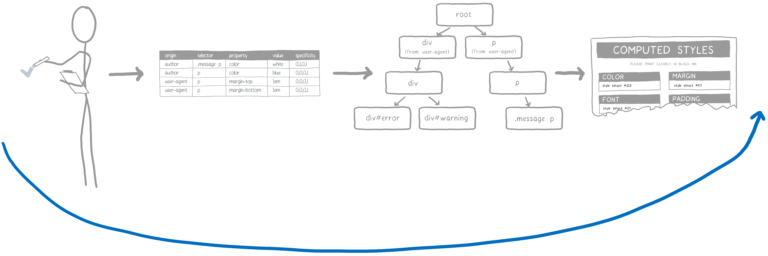 origin selector property value specificity
author .message p color white 0,1,0,1
author p color blue 0,0,0,1
user-agent p margin-top 1em 0,0,0,1
user-agent p margin-bottom 1em 0,0,0,1
root
div
(from user-agent)
p
(from user-agent)
div
p
div#error
div#warning
.message p
COMPUTED STYLES
PLEASE PRINT CLEARLY IN BLACK INK
COLOR
MARGIN
FONT
PADDING